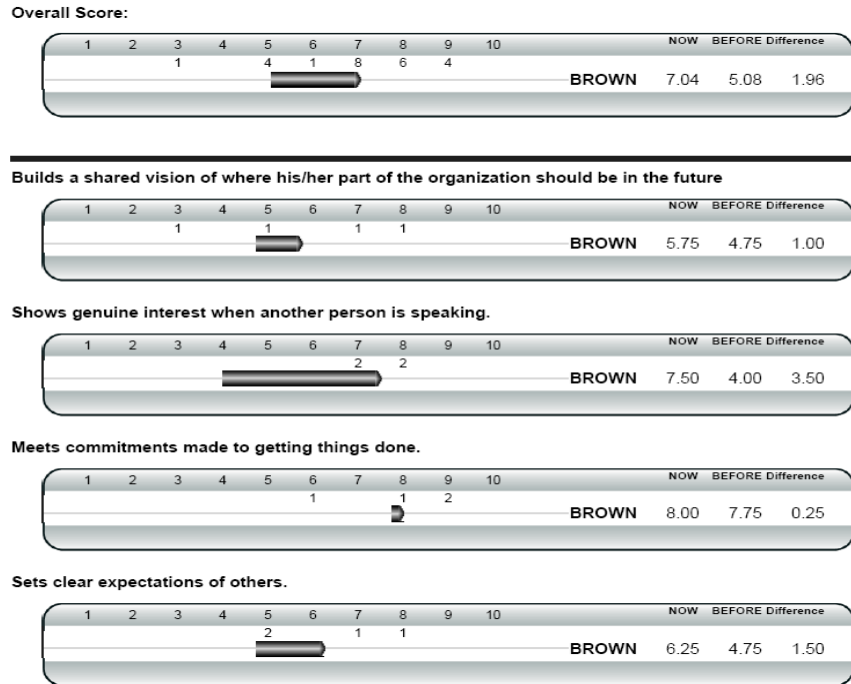 Overall Score:
1 2 3 4 5 6 7 8 9 10 NOW BEFORE Difference
1 4 1 8 6 4
BROWN 7.04 5.08 1.96
Builds a shared vision of where his/her part of the organization should be in the future
1 2 3 4 5 6 7 8 9 10 NOW BEFORE Difference
1 1 1 1
BROWN 5.75 4.75 1.00
Shows genuine interest when another person is speaking.
1 2 3 4 5 6 7 8 9 10 NOW BEFORE Difference
2 2
BROWN 7.50 4.00 3.50
Meets commitments made to getting things done.
1 2 3 4 5 6 7 8 9 10 NOW BEFORE Difference
1 1 2
BROWN 8.00 7.75 0.25
Sets clear expectations of others.
1 2 3 4 5 6 7 8 9 10 NOW BEFORE Difference
2 1 1
BROWN 6.25 4.75 1.50